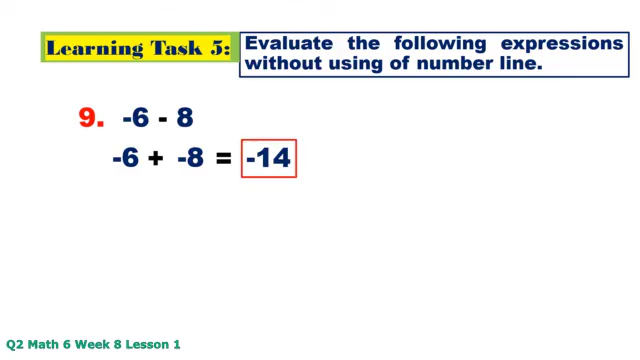 Learning Task 5:
Evaluate the following expressions
without using of number line.
9. -6 - 8
-6 + -8 = -14
Q2 Math 6 Week 8 Lesson 1